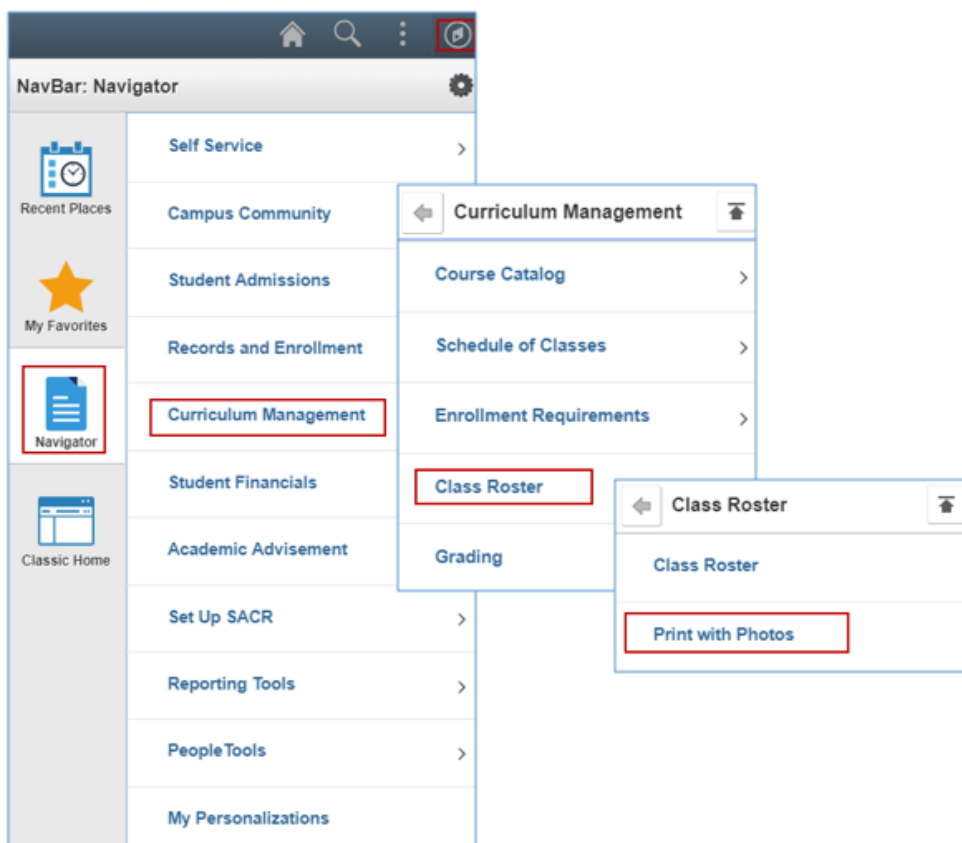 NavBar: Navigator
Recent Places
My Favorites
Navigator
Classic Home
Self Service
Campus Community
Student Admissions
Records and Enrollment
Curriculum Management
Student Financials
Academic Advisement
Set Up SACR
Reporting Tools
PeopleTools
My Personalizations
Curriculum Management
Course Catalog
Schedule of Classes
Enrollment Requirements
Class Roster
Grading
Class Roster
Class Roster
Print with Photos